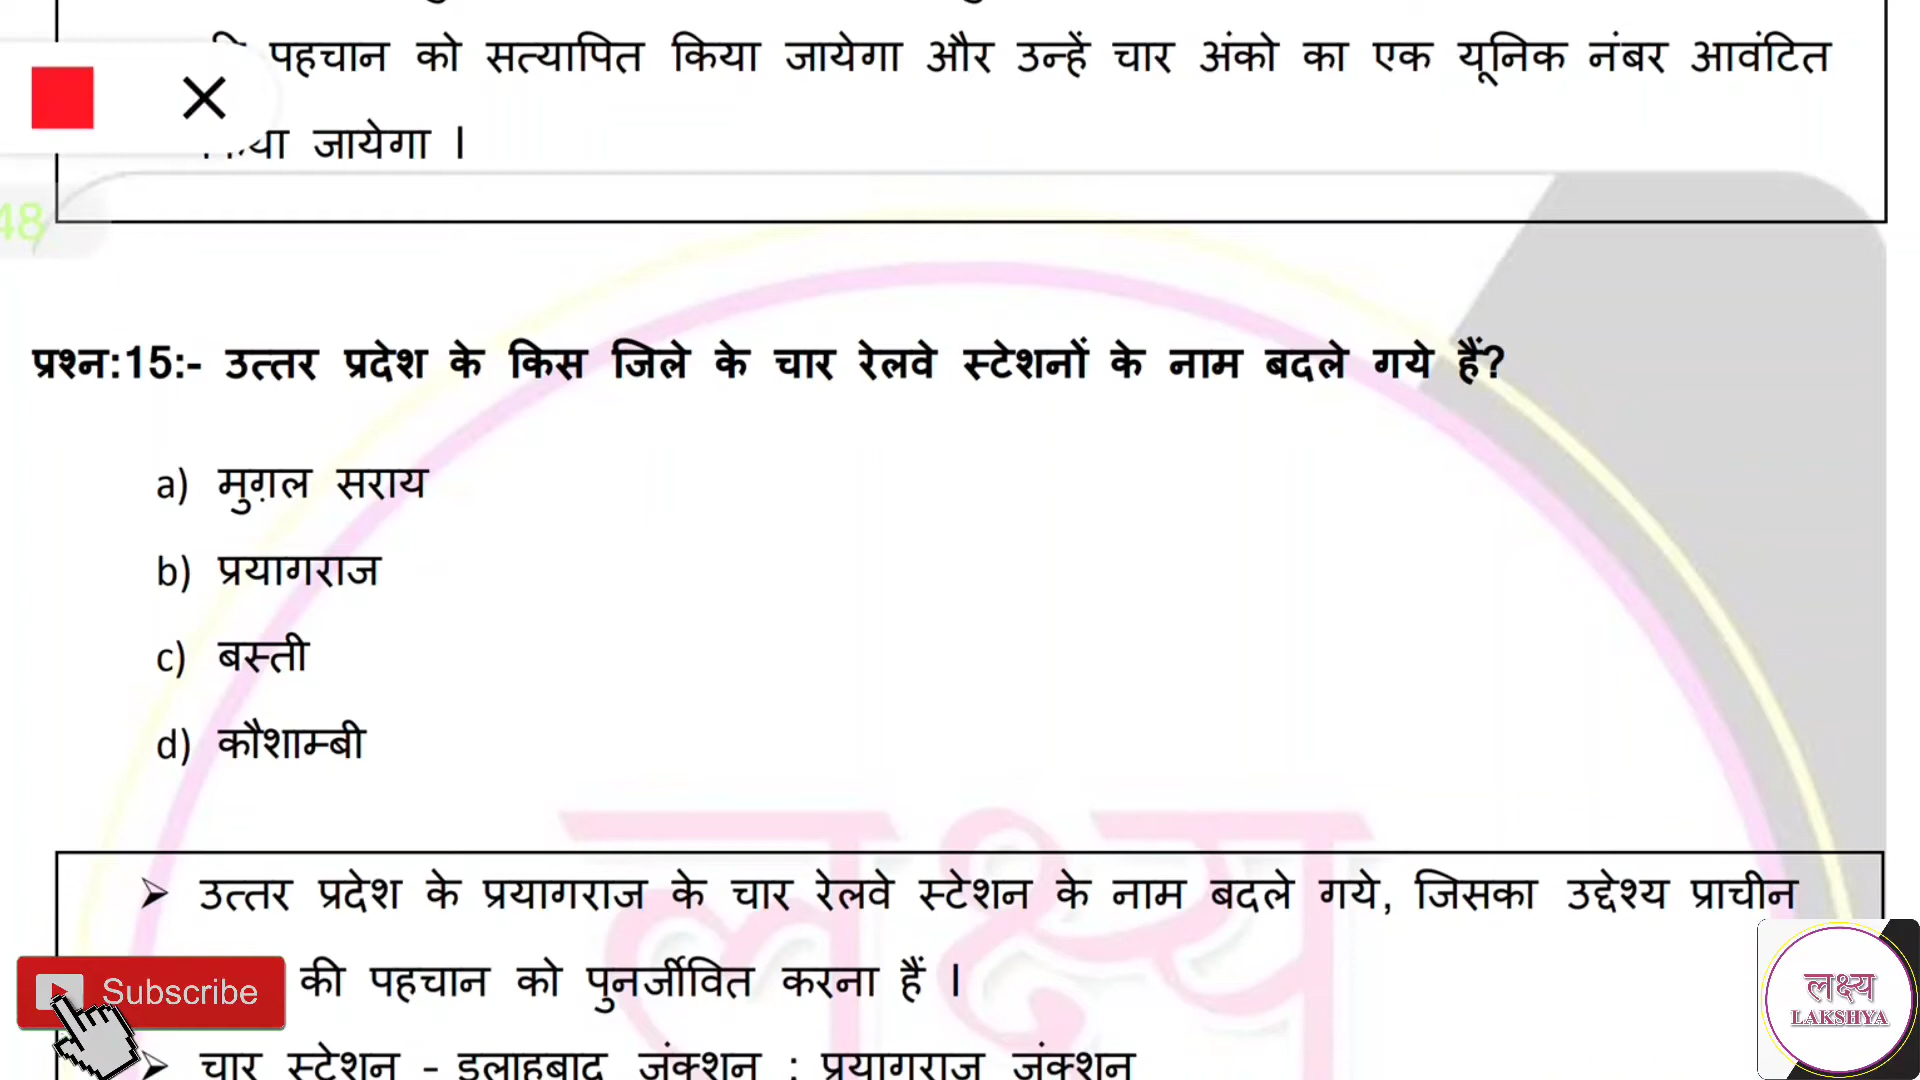 पहचान को सत्यापित किया जायेगा और उन्हें चार अंको का एक यूनिक नंबर आवंटित
जायेगा ।
48
प्रश्न:15:- उत्तर प्रदेश के किस जिले के चार रेलवे स्टेशनों के नाम बदले गये हैं?
a) मुग़ल सराय
b) प्रयागराज
c) बस्ती
d) कौशाम्बी
लक्ष्य
➢ उत्तर प्रदेश के प्रयागराज के चार रेलवे स्टेशन के नाम बदले गये, जिसका उद्देश्य प्राचीन
की पहचान को पुनर्जीवित करना हैं ।
Subscribe
लक्ष्य
LAKSHYA
➢ चार स्टेशन - इलाहबाद जंक्शन : प्रयागराज जंक्शन